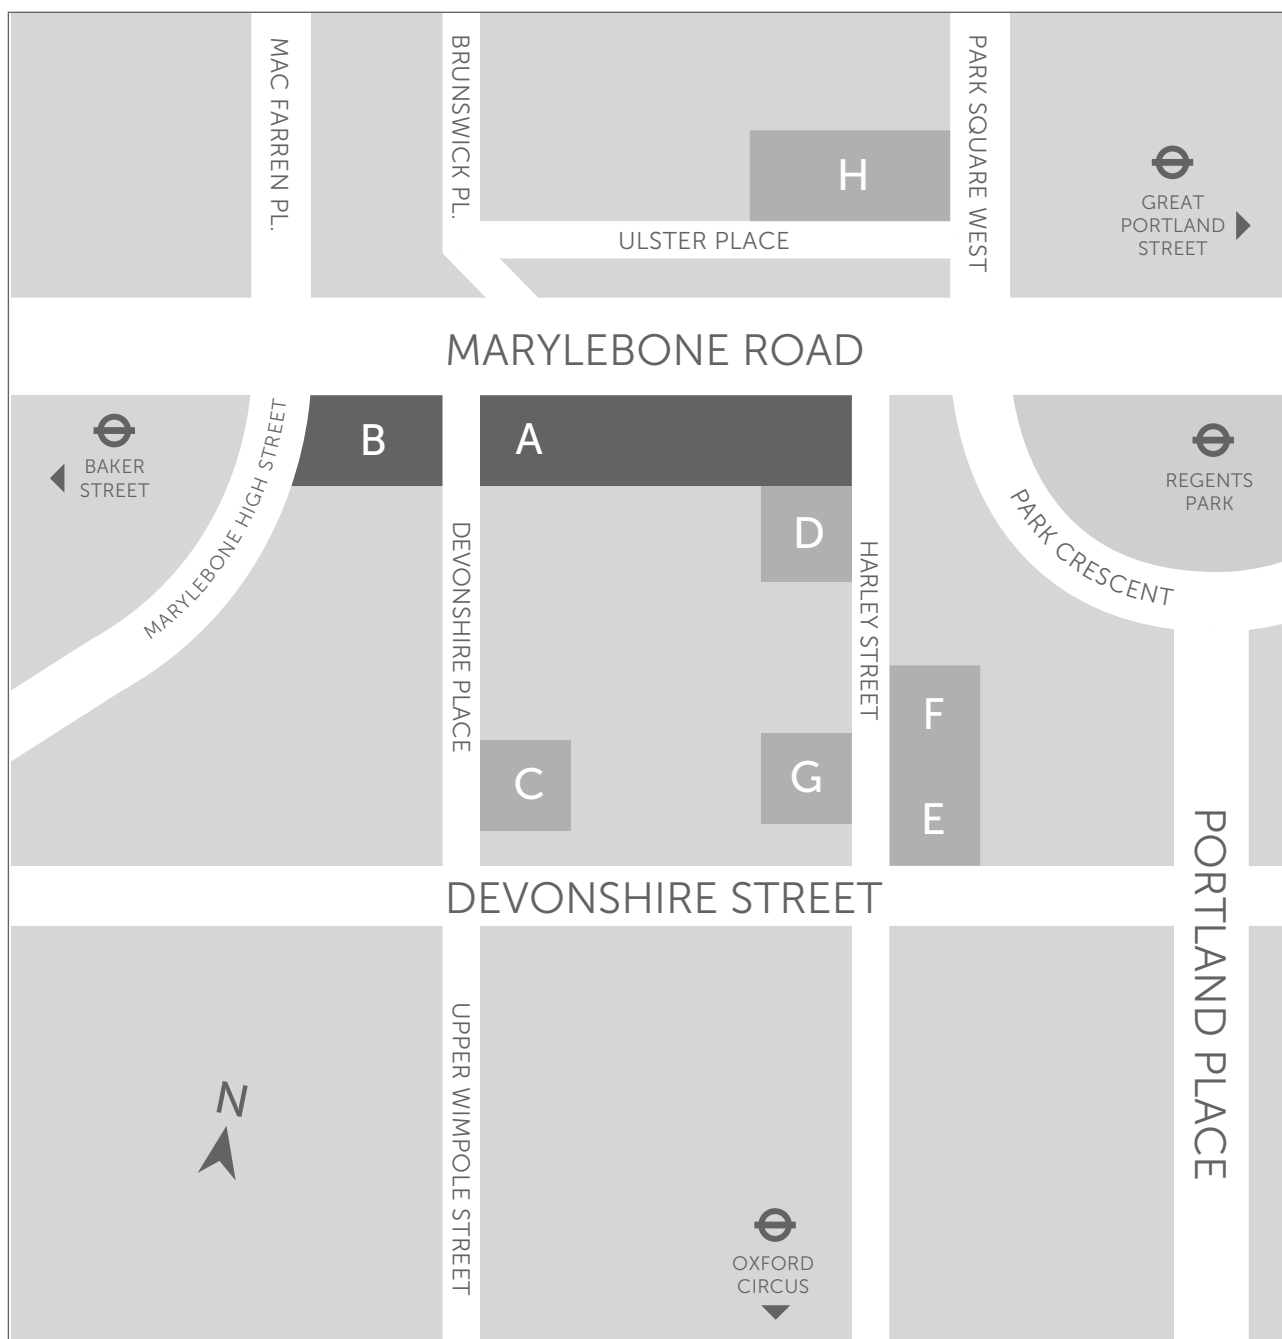 MAC FARREN PL.
BRUNSWICK PL.
PARK SQUARE WEST
H
GREAT
PORTLAND
STREET
ULSTER PLACE
MARYLEBONE ROAD
B
A
BAKER
STREET
MARYLEBONE HIGH STREET
REGENTS
PARK
PARK CRESCENT
D
DEVONSHIRE PLACE
HARLEY STREET
F
C
G
E
PORTLAND PLACE
DEVONSHIRE STREET
UPPER WIMPOLE STREET
N
OXFORD
CIRCUS